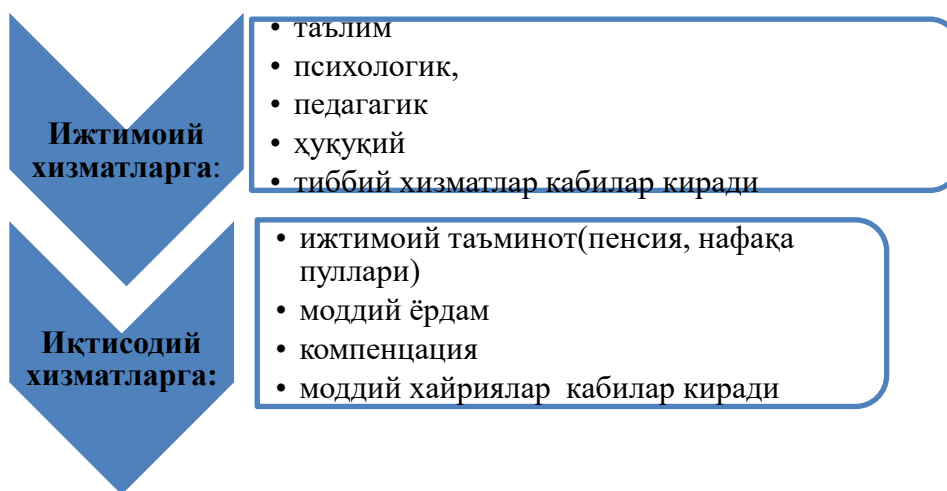 Ижтимоий
хизматларга:
• таълим
• психологик,
• педагагик
• ҳуқуқий
• тиббий хизматлар кабилар киради
Иқтисодий
хизматларга:
• ижтимоий таъминот(пенсия, нафақа
пуллари)
• моддий ёрдам
• компенцация
• моддий хайриялар кабилар киради